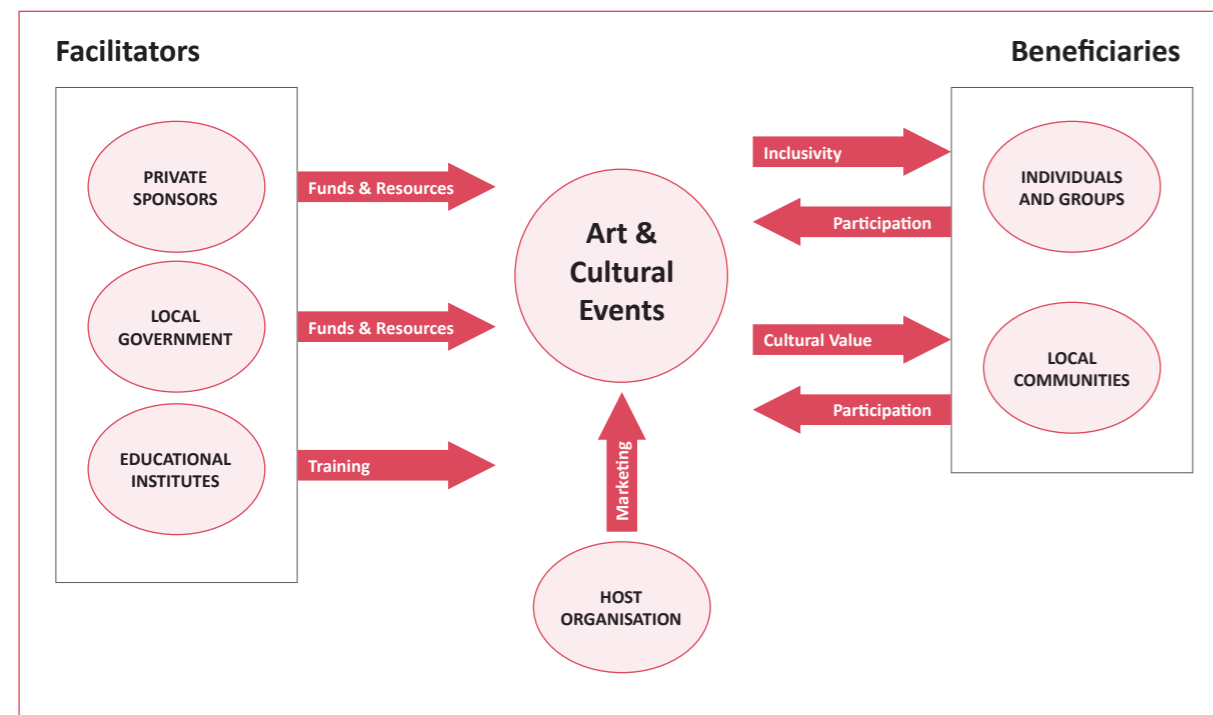 Facilitators
PRIVATE
SPONSORS
Funds & Resources
LOCAL
GOVERNMENT
Funds & Resources
EDUCATIONAL
INSTITUTES
Training
Art &
Cultural
Events
Marketing
HOST
ORGANISATION
Beneficiaries
Inclusivity
INDIVIDUALS
AND GROUPS
Participation
Cultural Value
LOCAL
COMMUNITIES
Participation